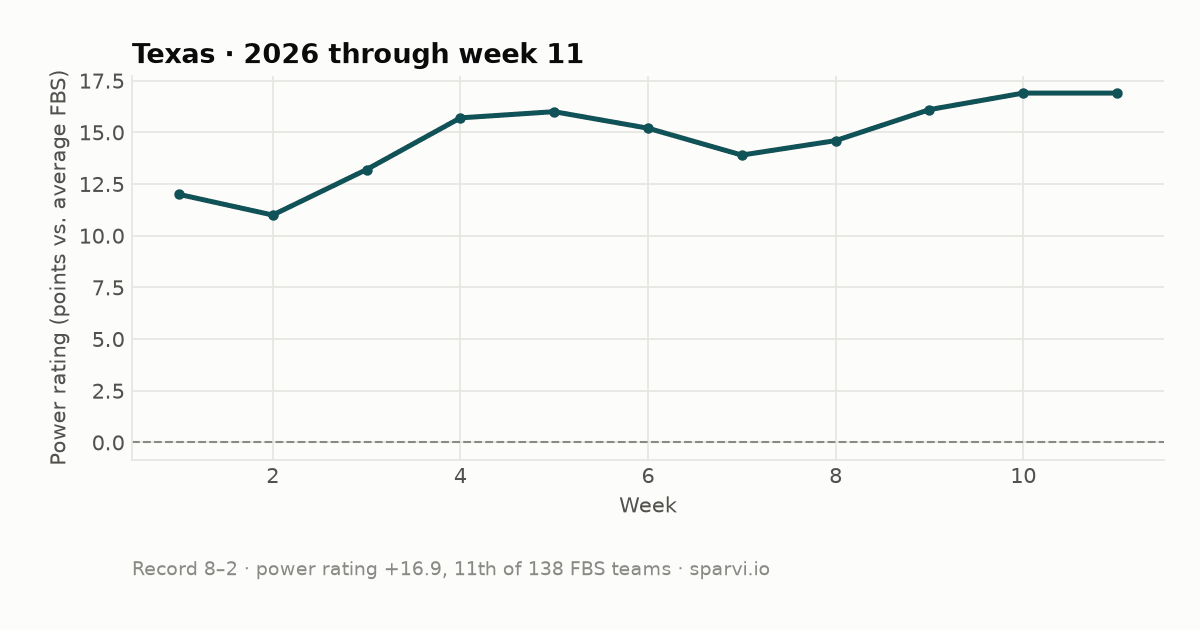 Texas · 2026 through week 11
Power rating (points vs. average FBS)
17.5
15.0
12.5
10.0
7.5
5.0
2.5
0.0
2 4 6 8 10
Week
Record 8–2 · power rating +16.9, 11th of 138 FBS teams · sparvi.io